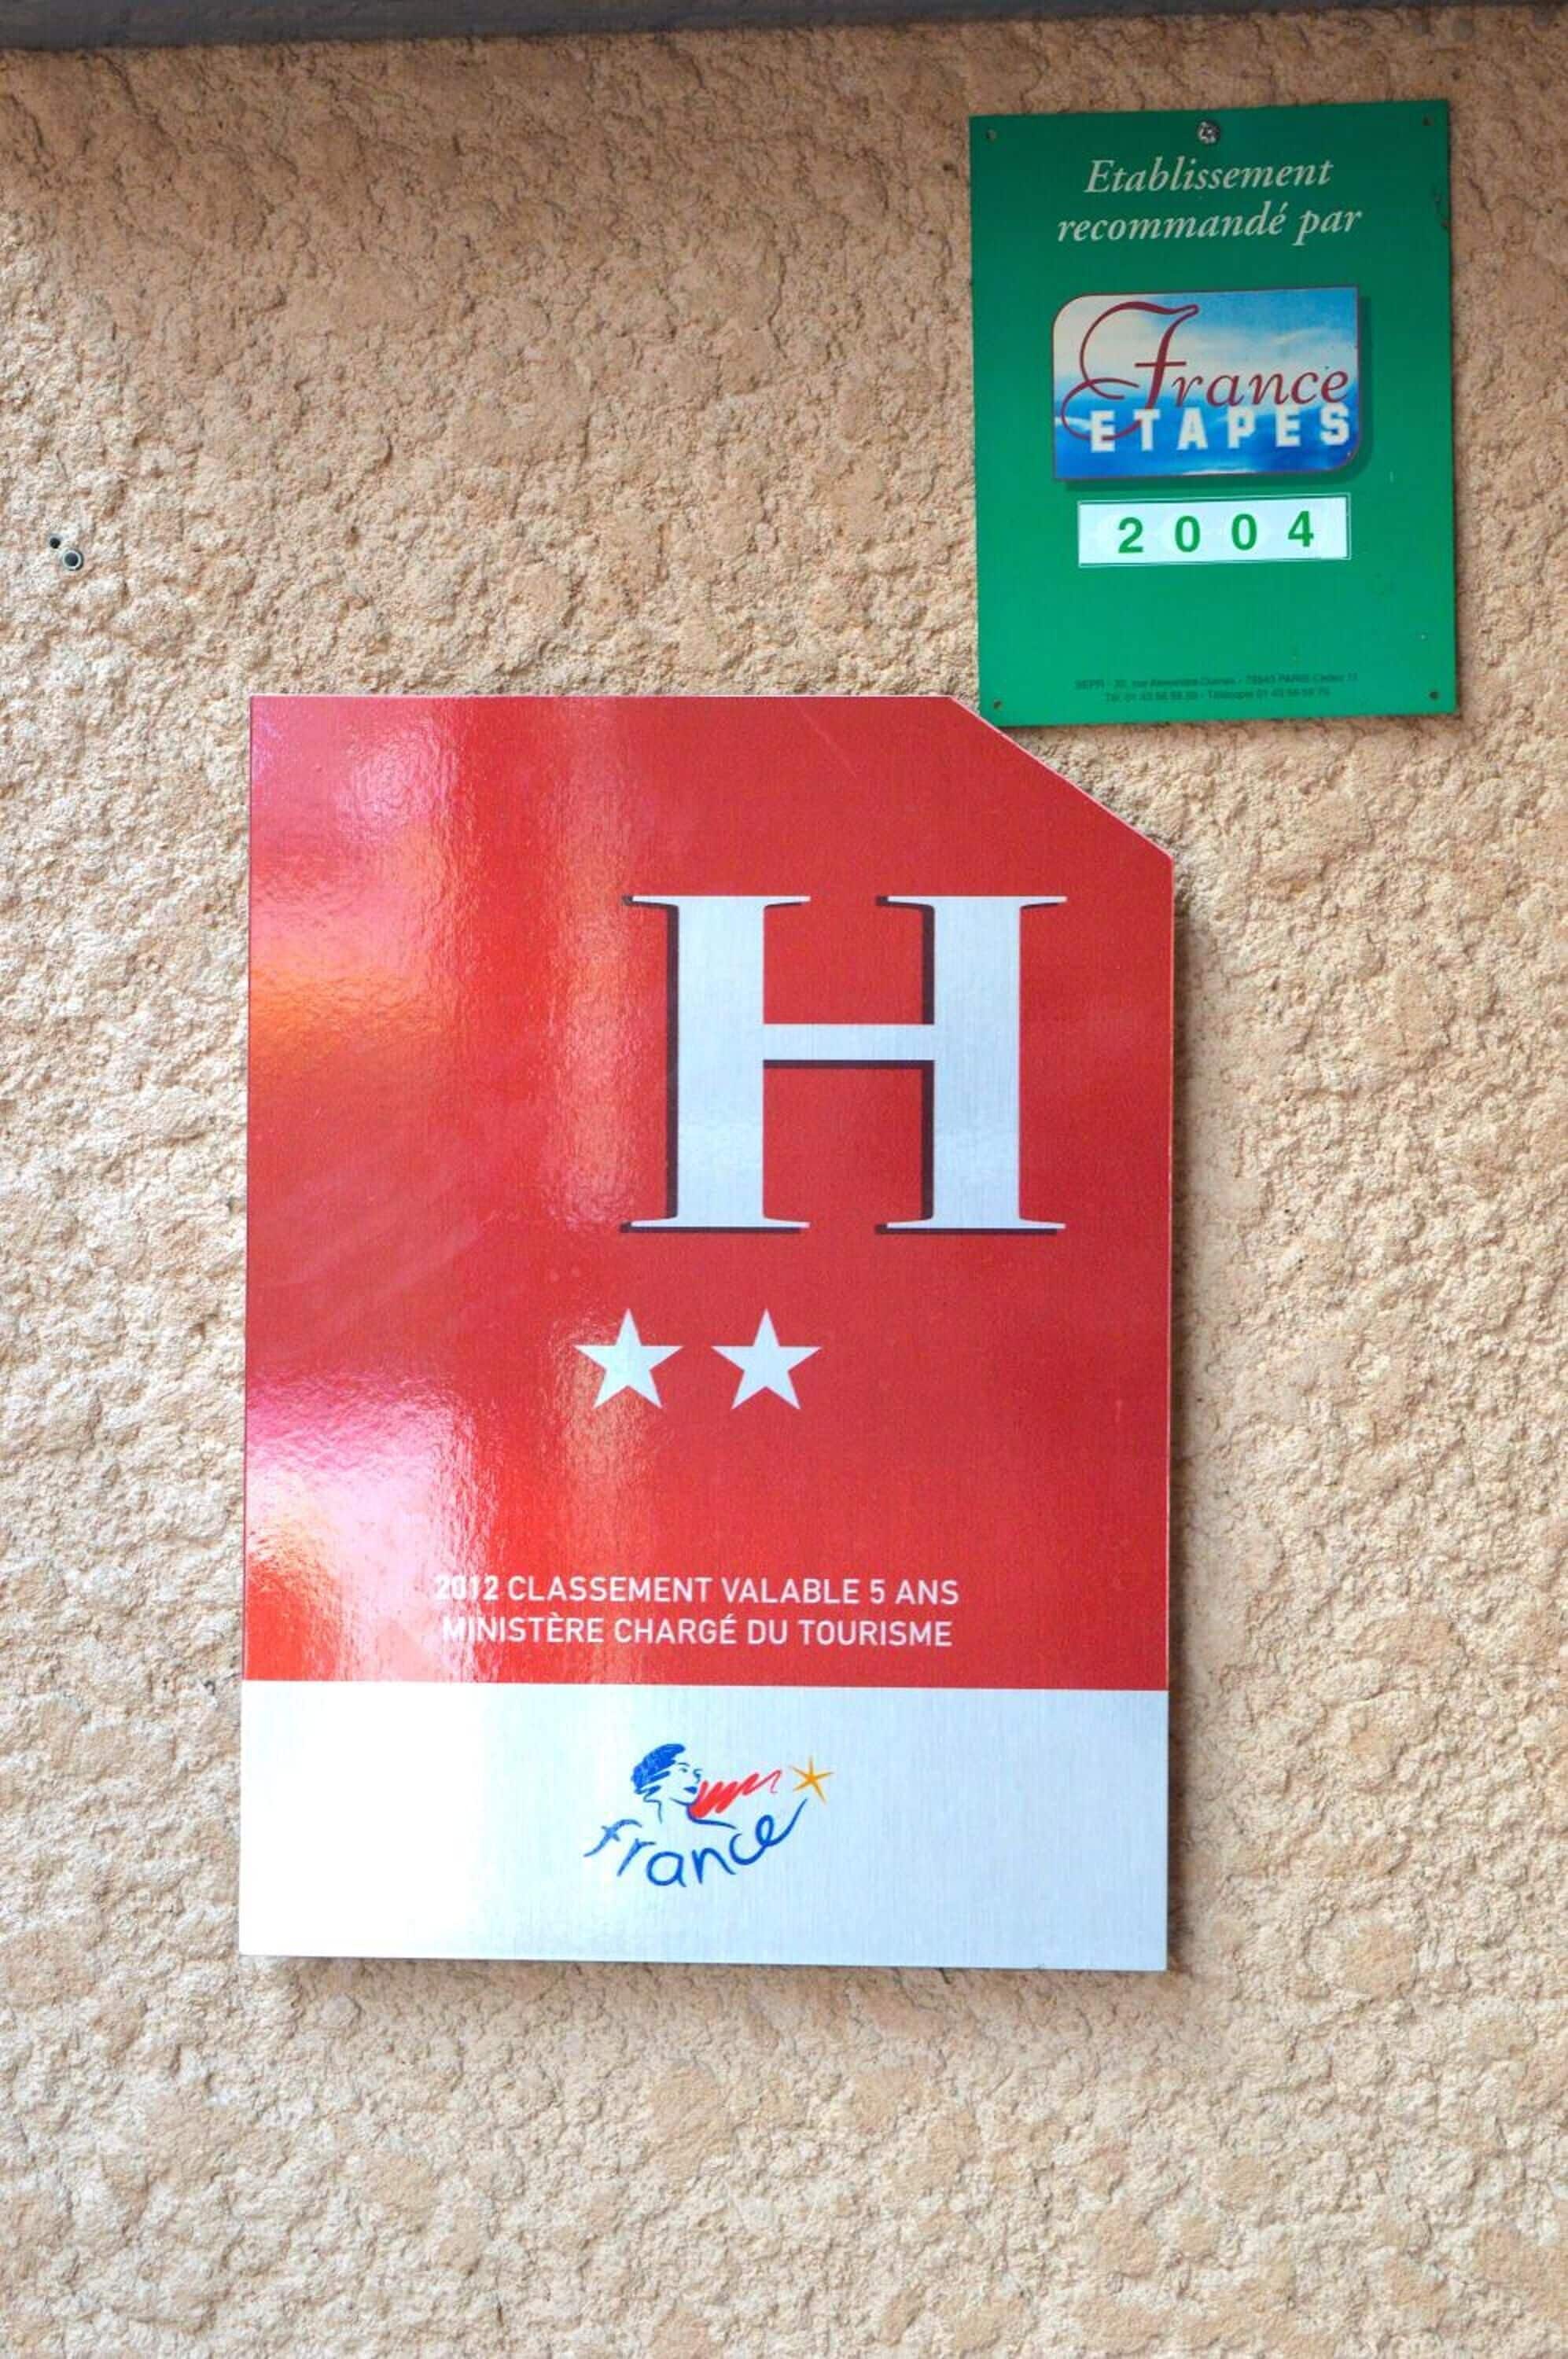 Etablissement
recommandé par
France
ETAPES
2004
H
2012 CLASSEMENT VALABLE 5 ANS
MINISTÈRE CHARGÉ DU TOURISME
france